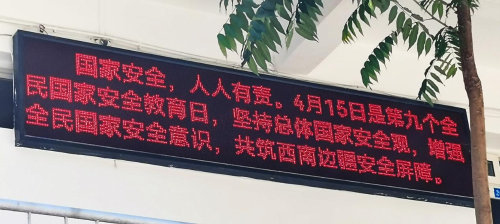 国家安全，人人有责。4月15日是第九个全
民国家安全教育日，坚持总体国家安全观，增强
全民国家安全意识，共筑西南边疆安全屏障。